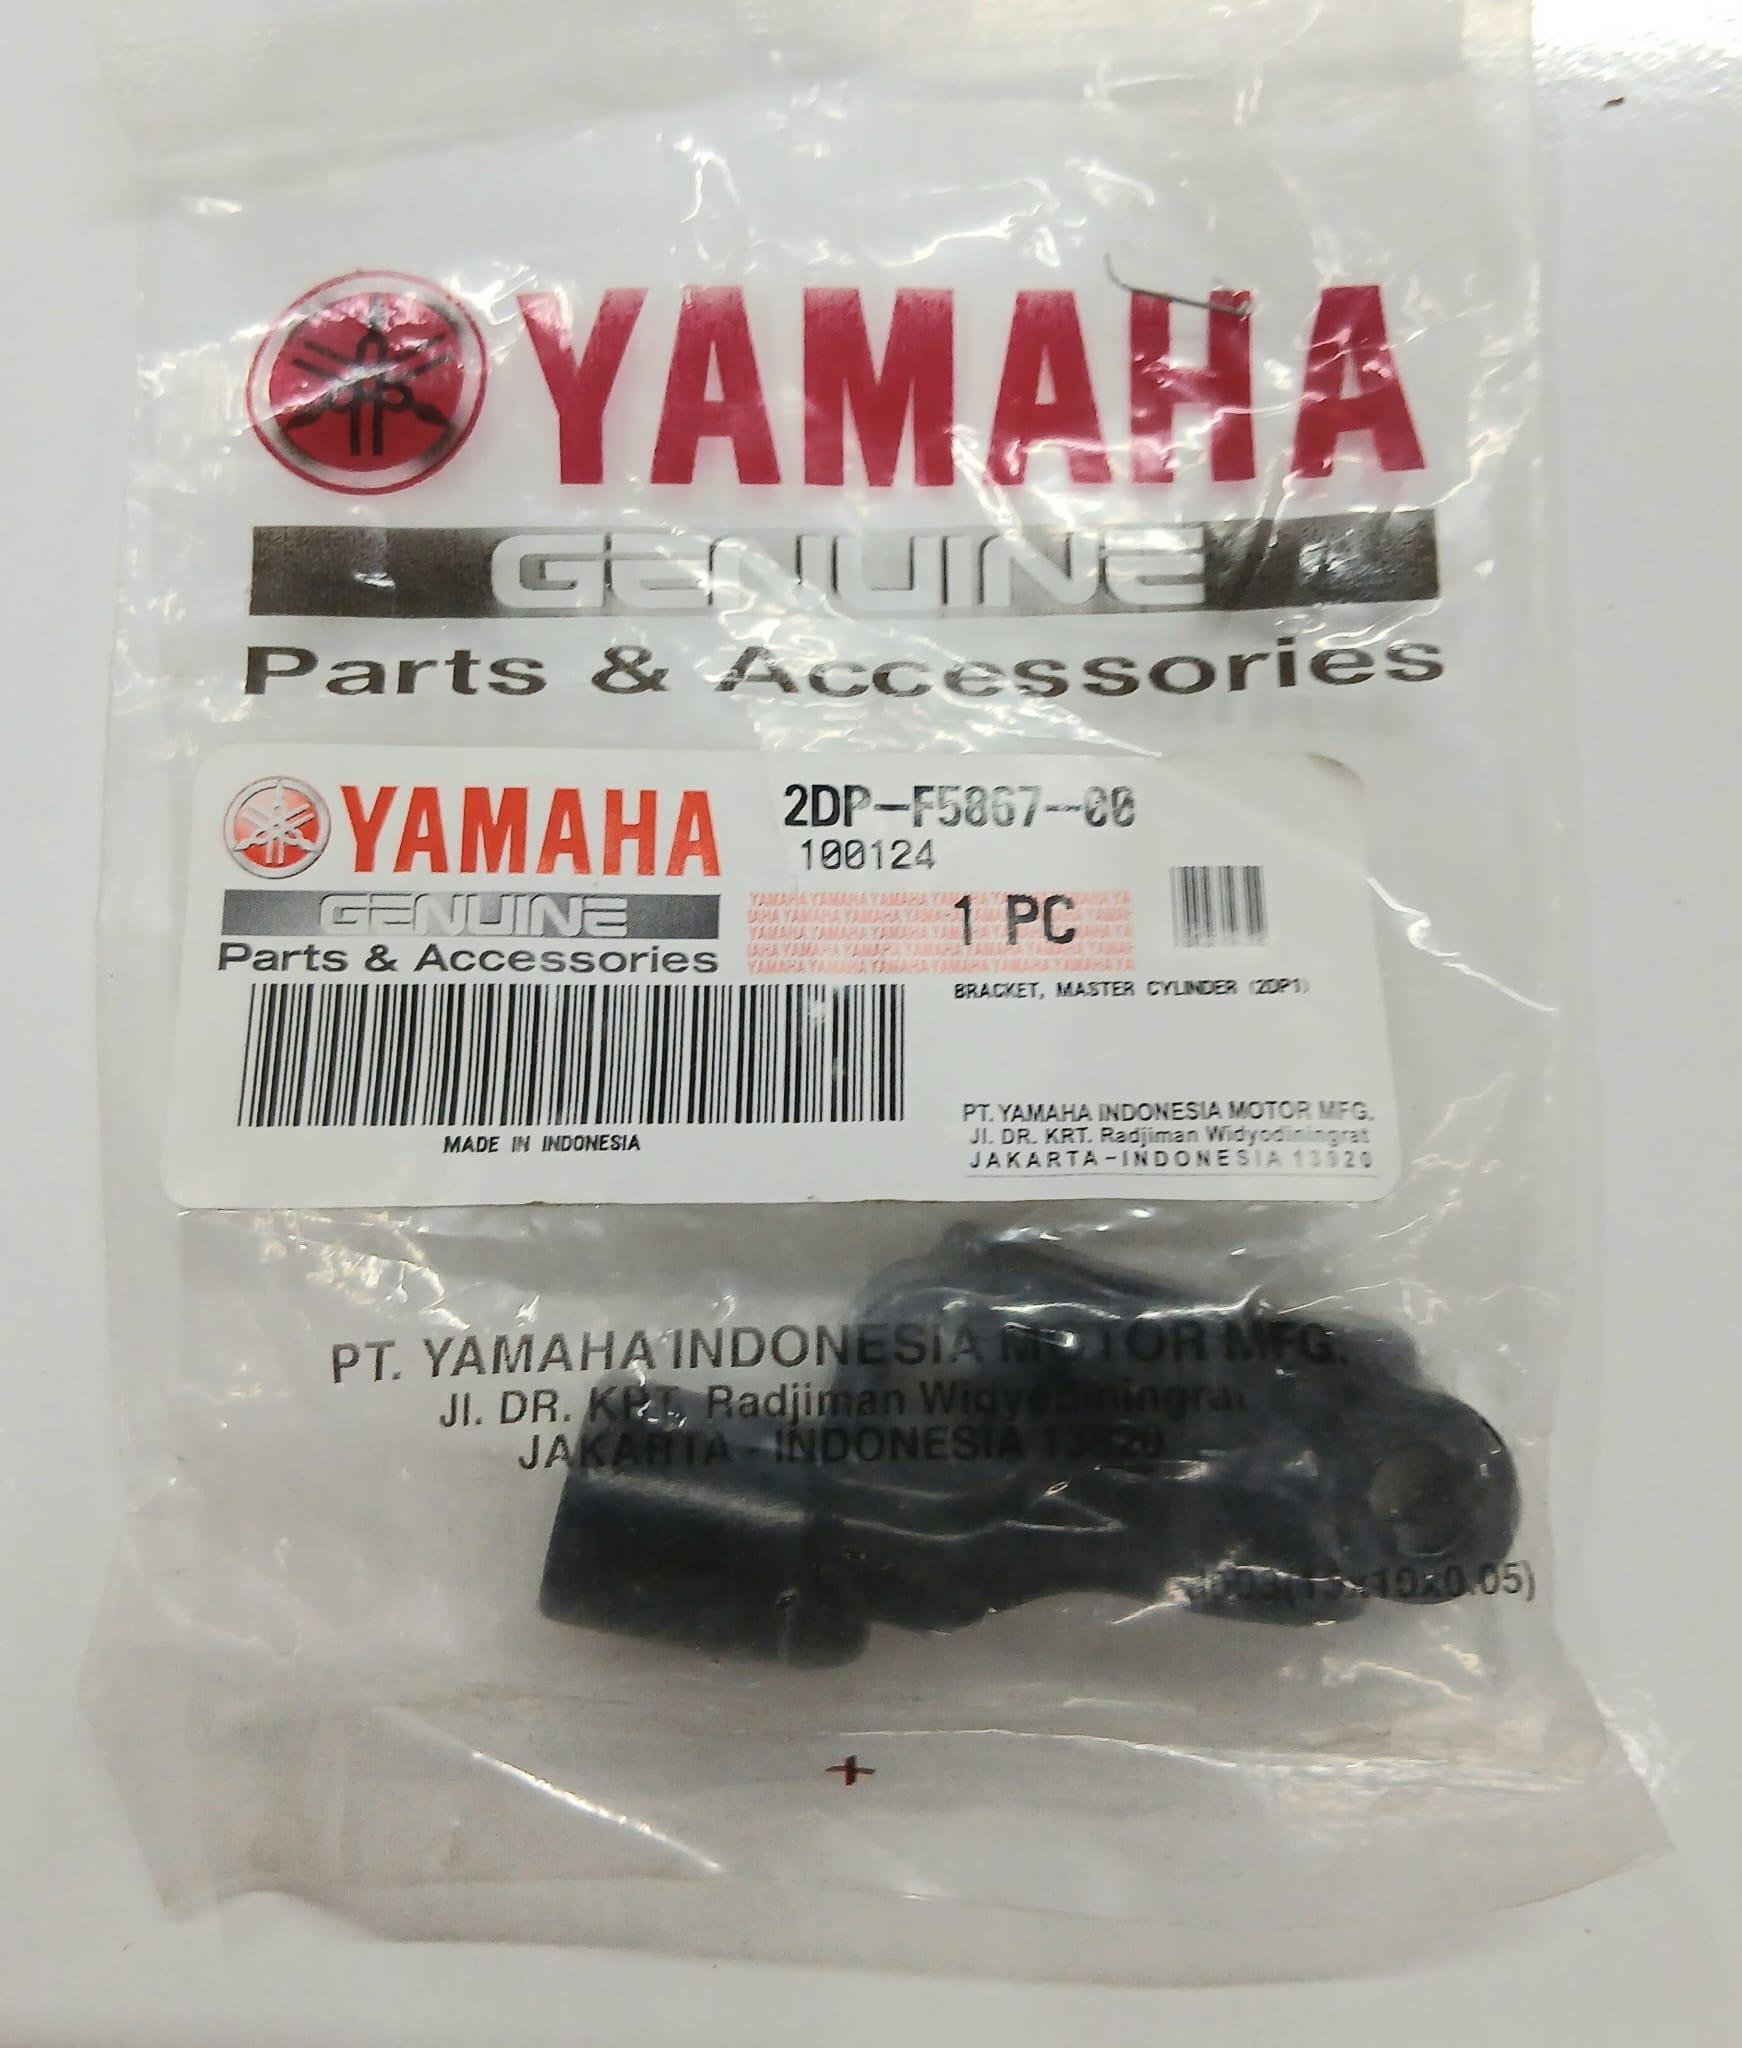 YAMAHA
GENUINE
Parts & Accessories
YAMAHA
GENUINE
Parts & Accessories
2DP-F5867-00
100124
1 PC
BRACKET, MASTER CYLINDER (2DP1)
MADE IN INDONESIA
PT. YAMAHA INDONESIA MOTOR MFG.
Jl. DR. KRT. Radjiman Widyodiningrat
JAKARTA-INDONESIA 13920
PT. YAMAHA INDONESIA MOTOR MFG.
Jl. DR. KRT. Radjiman Widyodiningrat
JAKARTA - INDONESIA 13920